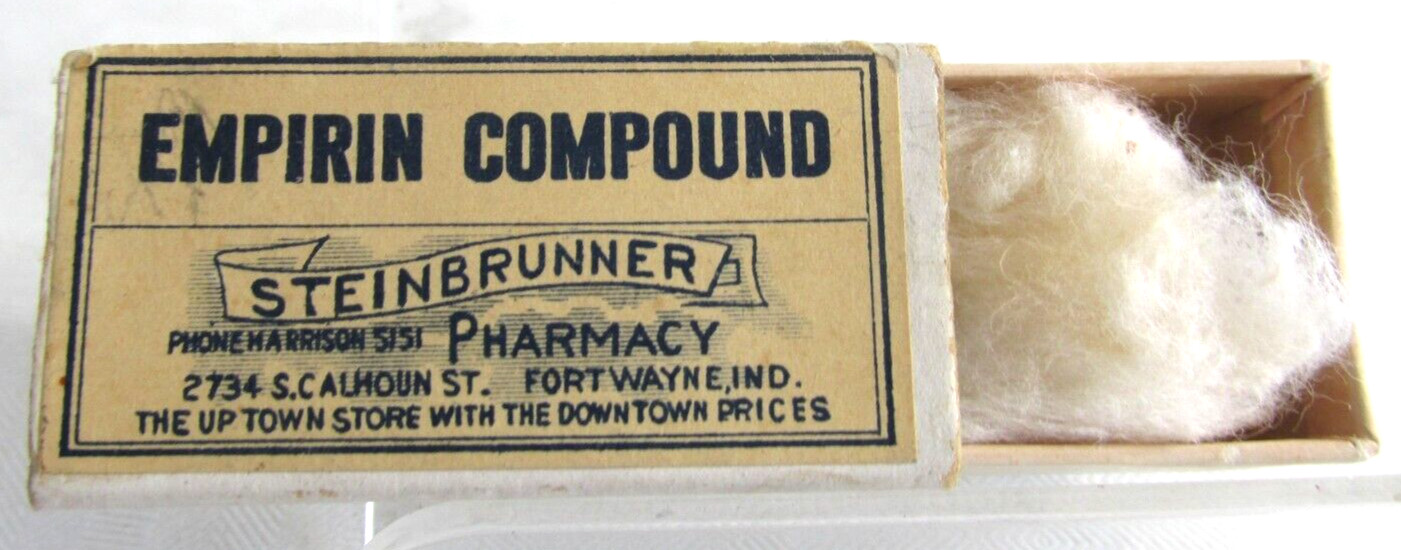 EMPIRIN COMPOUND
STEINBRUNNER
PHONE HARRISON 5151 PHARMACY
2734 S. CALHOUN ST. FORT WAYNE, IND.
THE UP TOWN STORE WITH THE DOWNTOWN PRICES